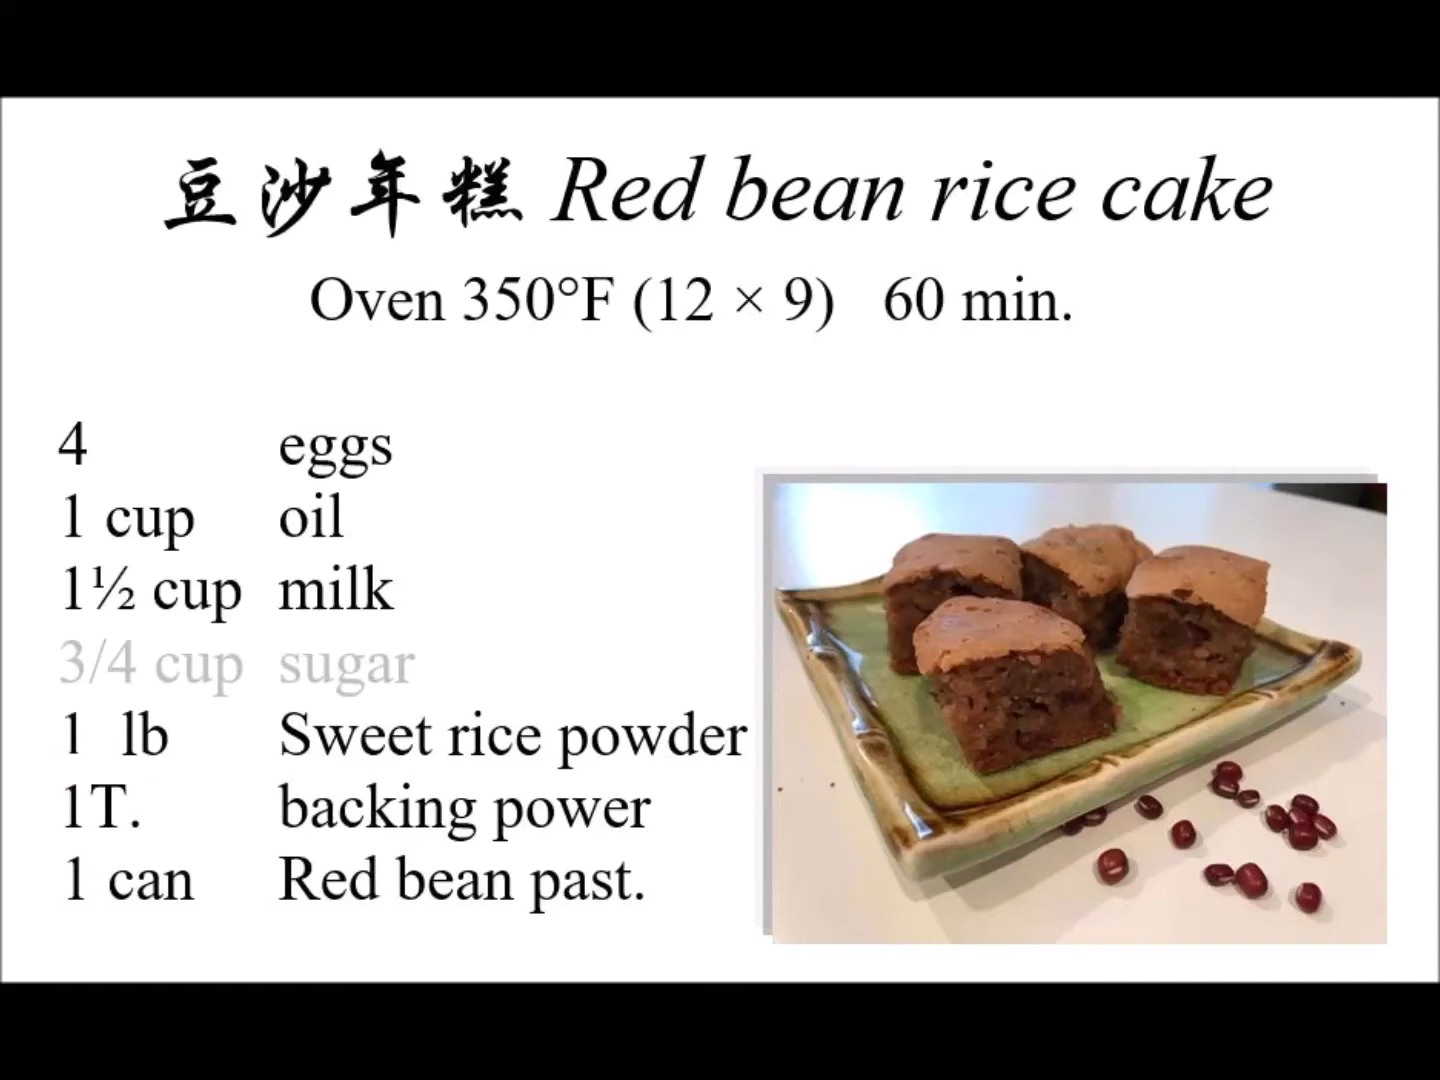 豆沙年糕 Red bean rice cake
Oven 350°F (12 × 9) 60 min.
4 eggs
1 cup oil
1½ cup milk
3/4 cup sugar
1 lb Sweet rice powder
1T. backing power
1 can Red bean past.